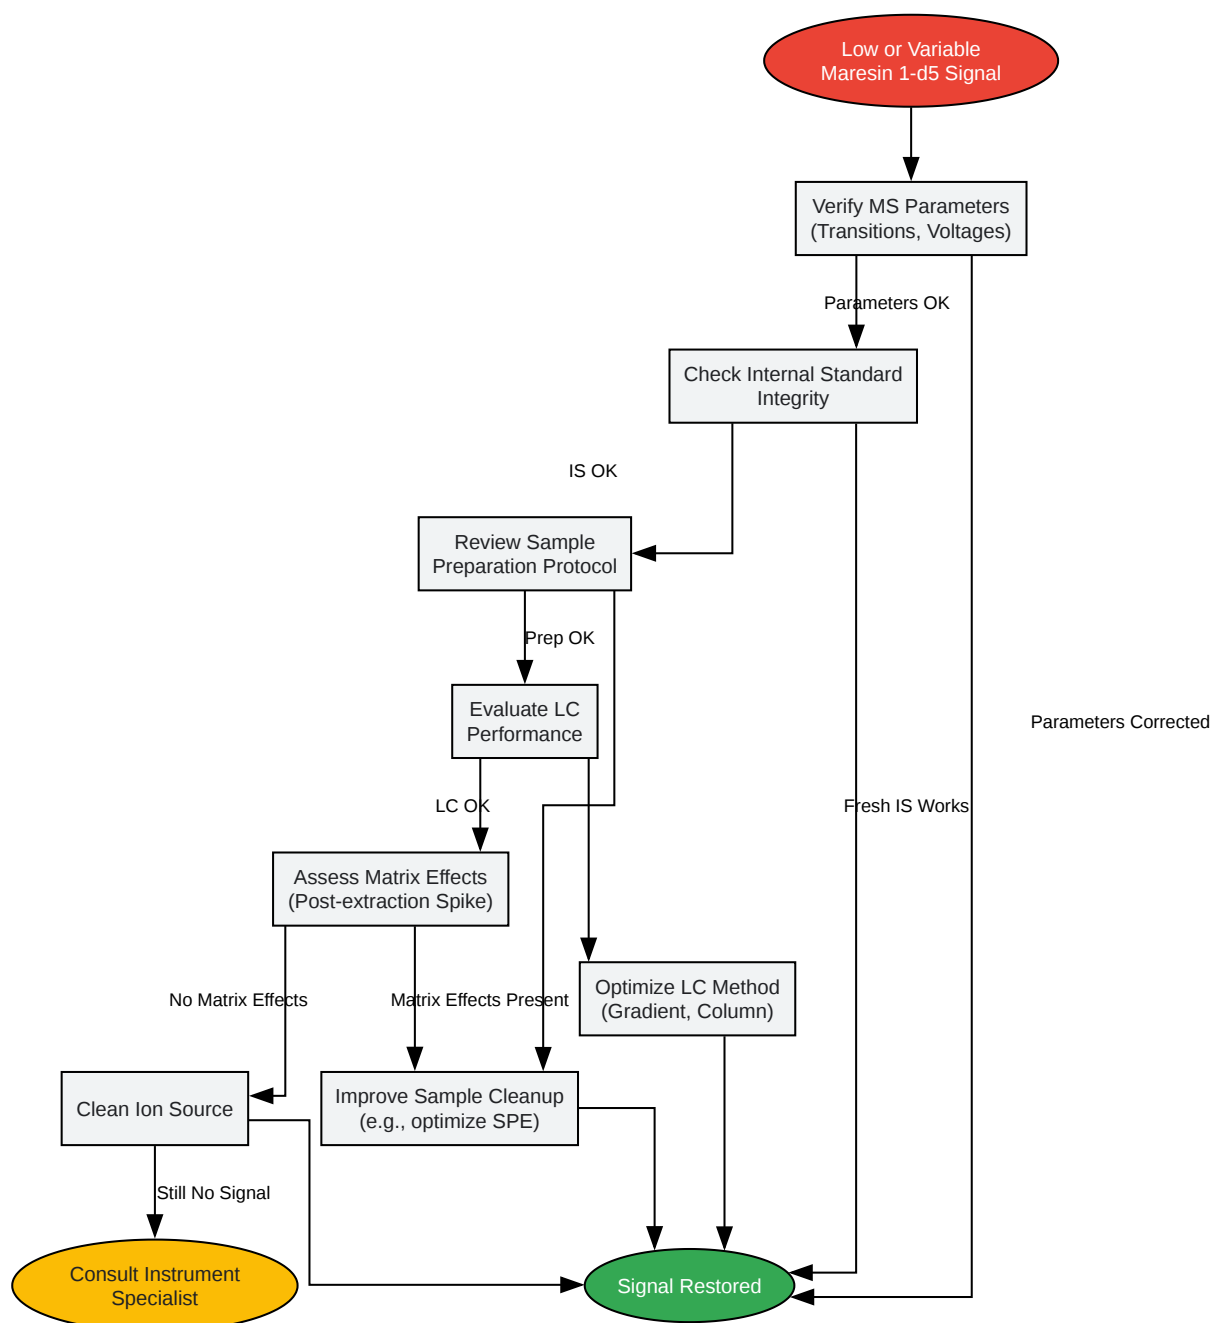 Low or Variable
Maresin 1-d5 Signal
Verify MS Parameters
(Transitions, Voltages)
Parameters OK
Check Internal Standard
Integrity
IS OK
Review Sample
Preparation Protocol
Prep OK
Evaluate LC
Performance
Parameters Corrected
LC OK
Fresh IS Works
Assess Matrix Effects
(Post-extraction Spike)
No Matrix Effects
Matrix Effects Present
Optimize LC Method
(Gradient, Column)
Clean Ion Source
Improve Sample Cleanup
(e.g., optimize SPE)
Still No Signal
Consult Instrument
Specialist
Signal Restored